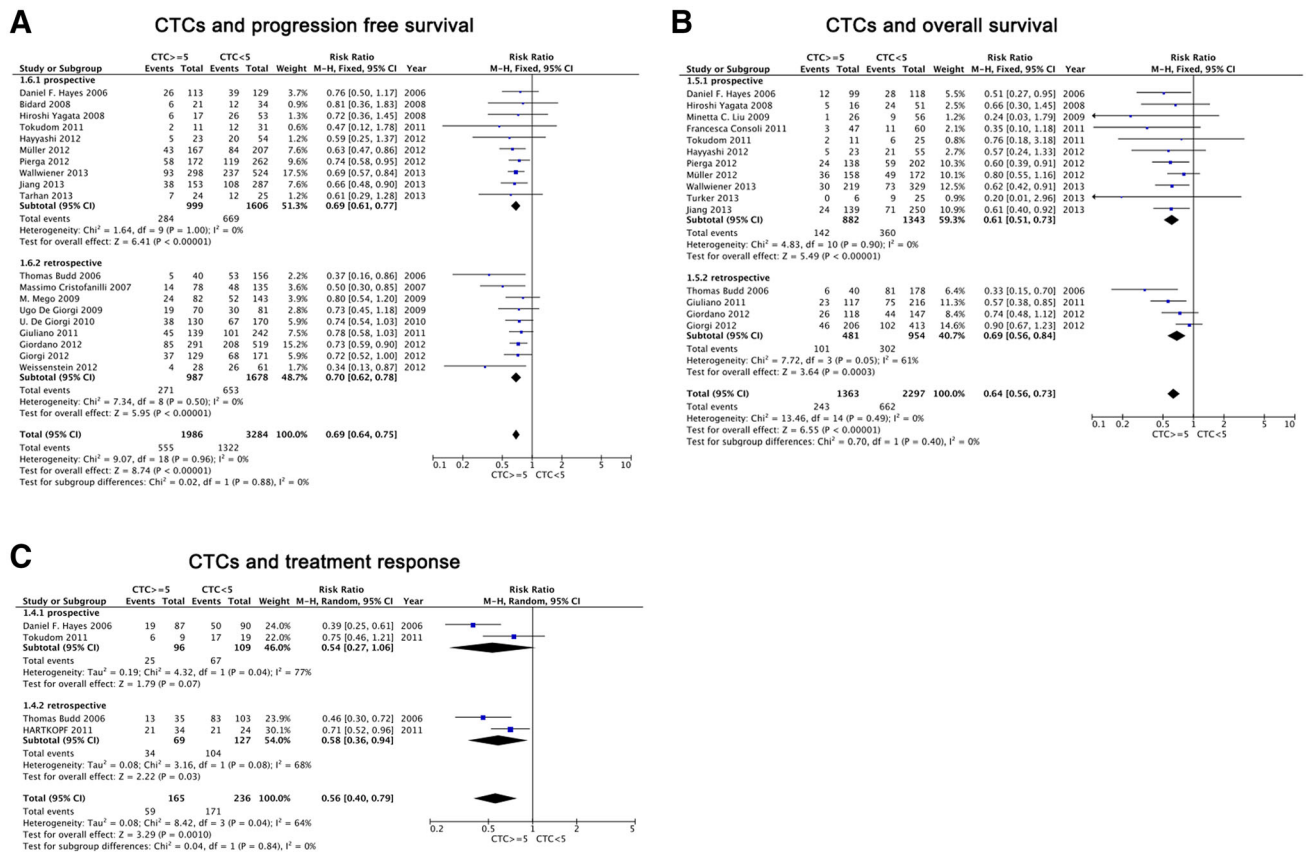 A
CTCs and progression free survival
CTC>=5 CTC<5 Risk Ratio Risk Ratio
Study or Subgroup Events Total Events Total Weight M-H, Fixed, 95% CI Year M-H, Fixed, 95% CI
1.6.1 prospective
Daniel F. Hayes 2006 26 113 39 129 3.7% 0.76 [0.50, 1.17] 2006
Bidard 2008 6 21 12 34 0.9% 0.81 [0.36, 1.83] 2008
Hiroshi Yagata 2008 6 17 26 53 1.3% 0.72 [0.36, 1.45] 2008
Tokudom 2011 2 11 12 31 0.6% 0.47 [0.12, 1.78] 2011
Hayyashi 2012 5 23 20 54 1.2% 0.59 [0.25, 1.37] 2012
Müller 2012 43 167 84 207 7.5% 0.63 [0.47, 0.86] 2012
Pierga 2012 58 172 119 262 9.5% 0.74 [0.58, 0.95] 2012
Wallwiener 2013 93 298 237 524 17.3% 0.69 [0.57, 0.84] 2013
Jiang 2013 38 153 108 287 7.6% 0.66 [0.48, 0.90] 2013
Tarhan 2013 7 24 12 25 1.2% 0.61 [0.29, 1.28] 2013
Subtotal (95% CI) 999 1606 51.3% 0.69 [0.61, 0.77]
Total events 284 669
Heterogeneity: Chi² = 1.64, df = 9 (P = 1.00); I² = 0%
Test for overall effect: Z = 6.41 (P < 0.00001)
1.6.2 retrospective
Thomas Budd 2006 5 40 53 156 2.2% 0.37 [0.16, 0.86] 2006
Massimo Cristofanilli 2007 14 78 48 135 3.5% 0.50 [0.30, 0.85] 2007
M. Mego 2009 24 82 52 143 3.8% 0.80 [0.54, 1.20] 2009
Ugo De Giorgi 2009 19 70 30 81 2.8% 0.73 [0.45, 1.18] 2009
U. De Giorgi 2010 38 130 67 170 5.9% 0.74 [0.54, 1.03] 2010
Giuliano 2011 45 139 101 242 7.4% 0.78 [0.58, 1.03] 2011
Giordano 2012 85 291 208 519 15.2% 0.73 [0.59, 0.90] 2012
Giorgi 2012 37 129 68 171 5.9% 0.72 [0.52, 1.00] 2012
Weissenstein 2012 4 28 26 61 1.7% 0.34 [0.13, 0.87] 2012
Subtotal (95% CI) 987 1678 48.7% 0.70 [0.62, 0.78]
Total events 271 653
Heterogeneity: Chi² = 7.34, df = 8 (P = 0.50); I² = 0%
Test for overall effect: Z = 5.95 (P < 0.00001)
Total (95% CI) 1986 3284 100.0% 0.69 [0.64, 0.75]
Total events 555 1322
Heterogeneity: Chi² = 9.07, df = 18 (P = 0.96); I² = 0%
Test for overall effect: Z = 8.74 (P < 0.00001)
Test for subgroup differences: Chi² = 0.02, df = 1 (P = 0.88), I² = 0%
0.1 0.2 0.5 1 2 5 10
CTC>=5 CTC<5
B
CTCs and overall survival
CTC>=5 CTC<5 Risk Ratio Risk Ratio
Study or Subgroup Events Total Events Total Weight M-H, Fixed, 95% CI Year M-H, Fixed, 95% CI
1.5.1 prospective
Daniel F. Hayes 2006 12 99 28 118 5.5% 0.51 [0.27, 0.95] 2006
Hiroshi Yagata 2008 5 16 24 51 2.5% 0.66 [0.30, 1.45] 2008
Minetta C. Liu 2009 1 26 9 56 1.2% 0.24 [0.03, 1.79] 2009
Francesca Consoli 2011 3 47 11 60 2.1% 0.35 [0.10, 1.18] 2011
Tokudom 2011 2 11 6 25 0.8% 0.76 [0.18, 3.18] 2011
Hayyashi 2012 5 23 21 55 2.7% 0.57 [0.24, 1.33] 2012
Pierga 2012 24 138 59 202 10.4% 0.60 [0.39, 0.91] 2012
Müller 2012 36 158 49 172 10.2% 0.80 [0.55, 1.16] 2012
Wallwiener 2013 30 219 73 329 12.7% 0.62 [0.42, 0.91] 2013
Turker 2013 0 6 9 25 0.9% 0.20 [0.01, 2.96] 2013
Jiang 2013 24 139 71 250 11.0% 0.61 [0.40, 0.92] 2013
Subtotal (95% CI) 882 1343 59.3% 0.61 [0.51, 0.73]
Total events 142 360
Heterogeneity: Chi² = 4.83, df = 10 (P = 0.90); I² = 0%
Test for overall effect: Z = 5.49 (P < 0.00001)
1.5.2 retrospective
Thomas Budd 2006 6 40 81 178 6.4% 0.33 [0.15, 0.70] 2006
Giuliano 2011 23 117 75 216 11.3% 0.57 [0.38, 0.85] 2011
Giordano 2012 26 118 44 147 8.4% 0.74 [0.48, 1.12] 2012
Giorgi 2012 46 206 102 413 14.6% 0.90 [0.67, 1.23] 2012
Subtotal (95% CI) 481 954 40.7% 0.69 [0.56, 0.84]
Total events 101 302
Heterogeneity: Chi² = 7.72, df = 3 (P = 0.05); I² = 61%
Test for overall effect: Z = 3.64 (P = 0.0003)
Total (95% CI) 1363 2297 100.0% 0.64 [0.56, 0.73]
Total events 243 662
Heterogeneity: Chi² = 13.46, df = 14 (P = 0.49); I² = 0%
Test for overall effect: Z = 6.55 (P < 0.00001)
Test for subgroup differences: Chi² = 0.70, df = 1 (P = 0.40), I² = 0%
0.1 0.2 0.5 1 2 5 10
CTC>=5 CTC<5
C
CTCs and treatment response
CTC>=5 CTC<5 Risk Ratio Risk Ratio
Study or Subgroup Events Total Events Total Weight M-H, Random, 95% CI Year M-H, Random, 95% CI
1.4.1 prospective
Daniel F. Hayes 2006 19 87 50 90 24.0% 0.39 [0.25, 0.61] 2006
Tokudom 2011 6 9 17 19 22.0% 0.75 [0.46, 1.21] 2011
Subtotal (95% CI) 96 109 46.0% 0.54 [0.27, 1.06]
Total events 25 67
Heterogeneity: Tau² = 0.19; Chi² = 4.32, df = 1 (P = 0.04); I² = 77%
Test for overall effect: Z = 1.79 (P = 0.07)
1.4.2 retrospective
Thomas Budd 2006 13 35 83 103 23.9% 0.46 [0.30, 0.72] 2006
HARTKOPF 2011 21 34 21 24 30.1% 0.71 [0.52, 0.96] 2011
Subtotal (95% CI) 69 127 54.0% 0.58 [0.36, 0.94]
Total events 34 104
Heterogeneity: Tau² = 0.08; Chi² = 3.16, df = 1 (P = 0.08); I² = 68%
Test for overall effect: Z = 2.22 (P = 0.03)
Total (95% CI) 165 236 100.0% 0.56 [0.40, 0.79]
Total events 59 171
Heterogeneity: Tau² = 0.08; Chi² = 8.42, df = 3 (P = 0.04); I² = 64%
Test for overall effect: Z = 3.29 (P = 0.0010)
Test for subgroup differences: Chi² = 0.04, df = 1 (P = 0.84), I² = 0%
0.2 0.5 1 2 5
CTC>=5 CTC<5